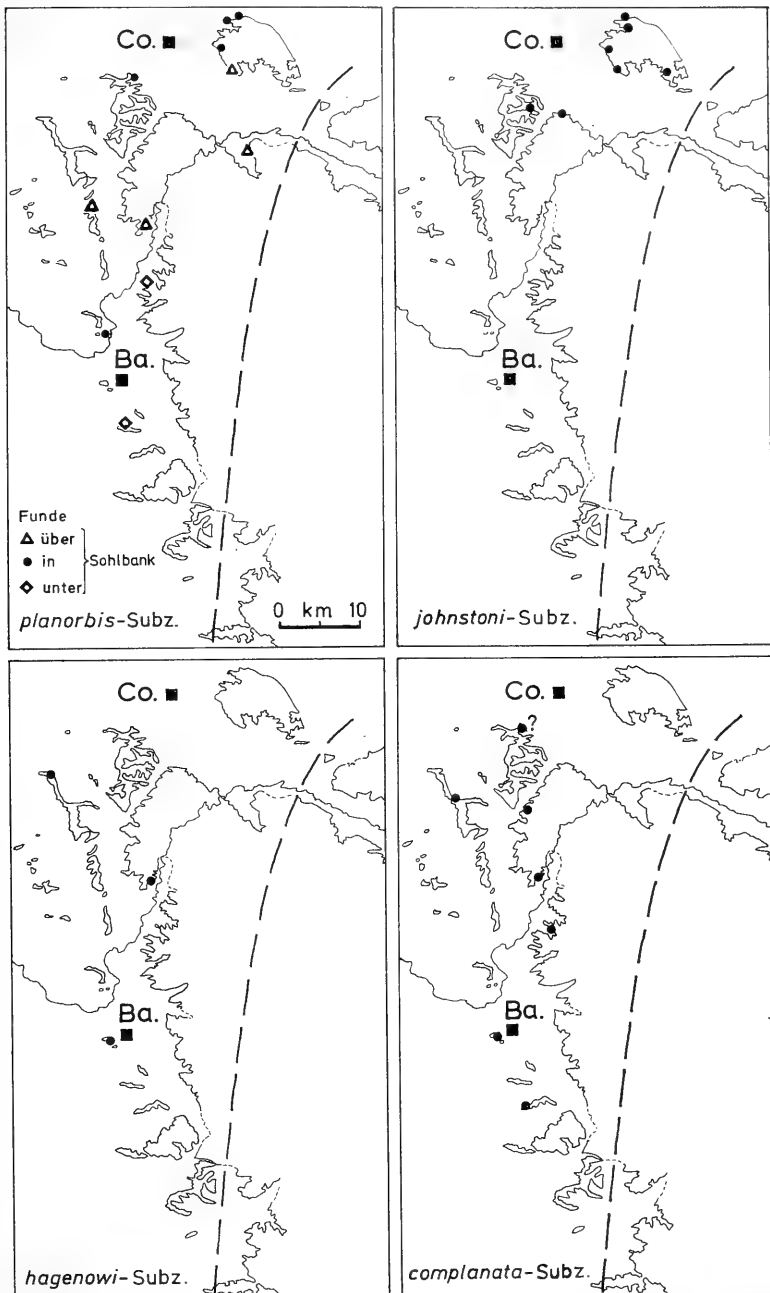 Co.
Ba.
Funde
über
in
unter
Sohlbank
0 km 10
planorbis-Subz.
Co.
Ba.
johnstoni-Subz.
Co.
Ba.
hagenowi-Subz.
Co.
?
Ba.
complanata-Subz.